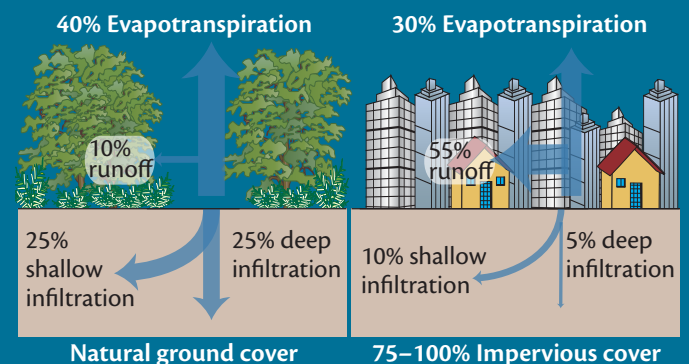 40% Evapotranspiration
10%
runoff
25%
shallow
infiltration
25% deep
infiltration
Natural ground cover
30% Evapotranspiration
55%
runoff
10% shallow
infiltration
5% deep
infiltration
75–100% Impervious cover